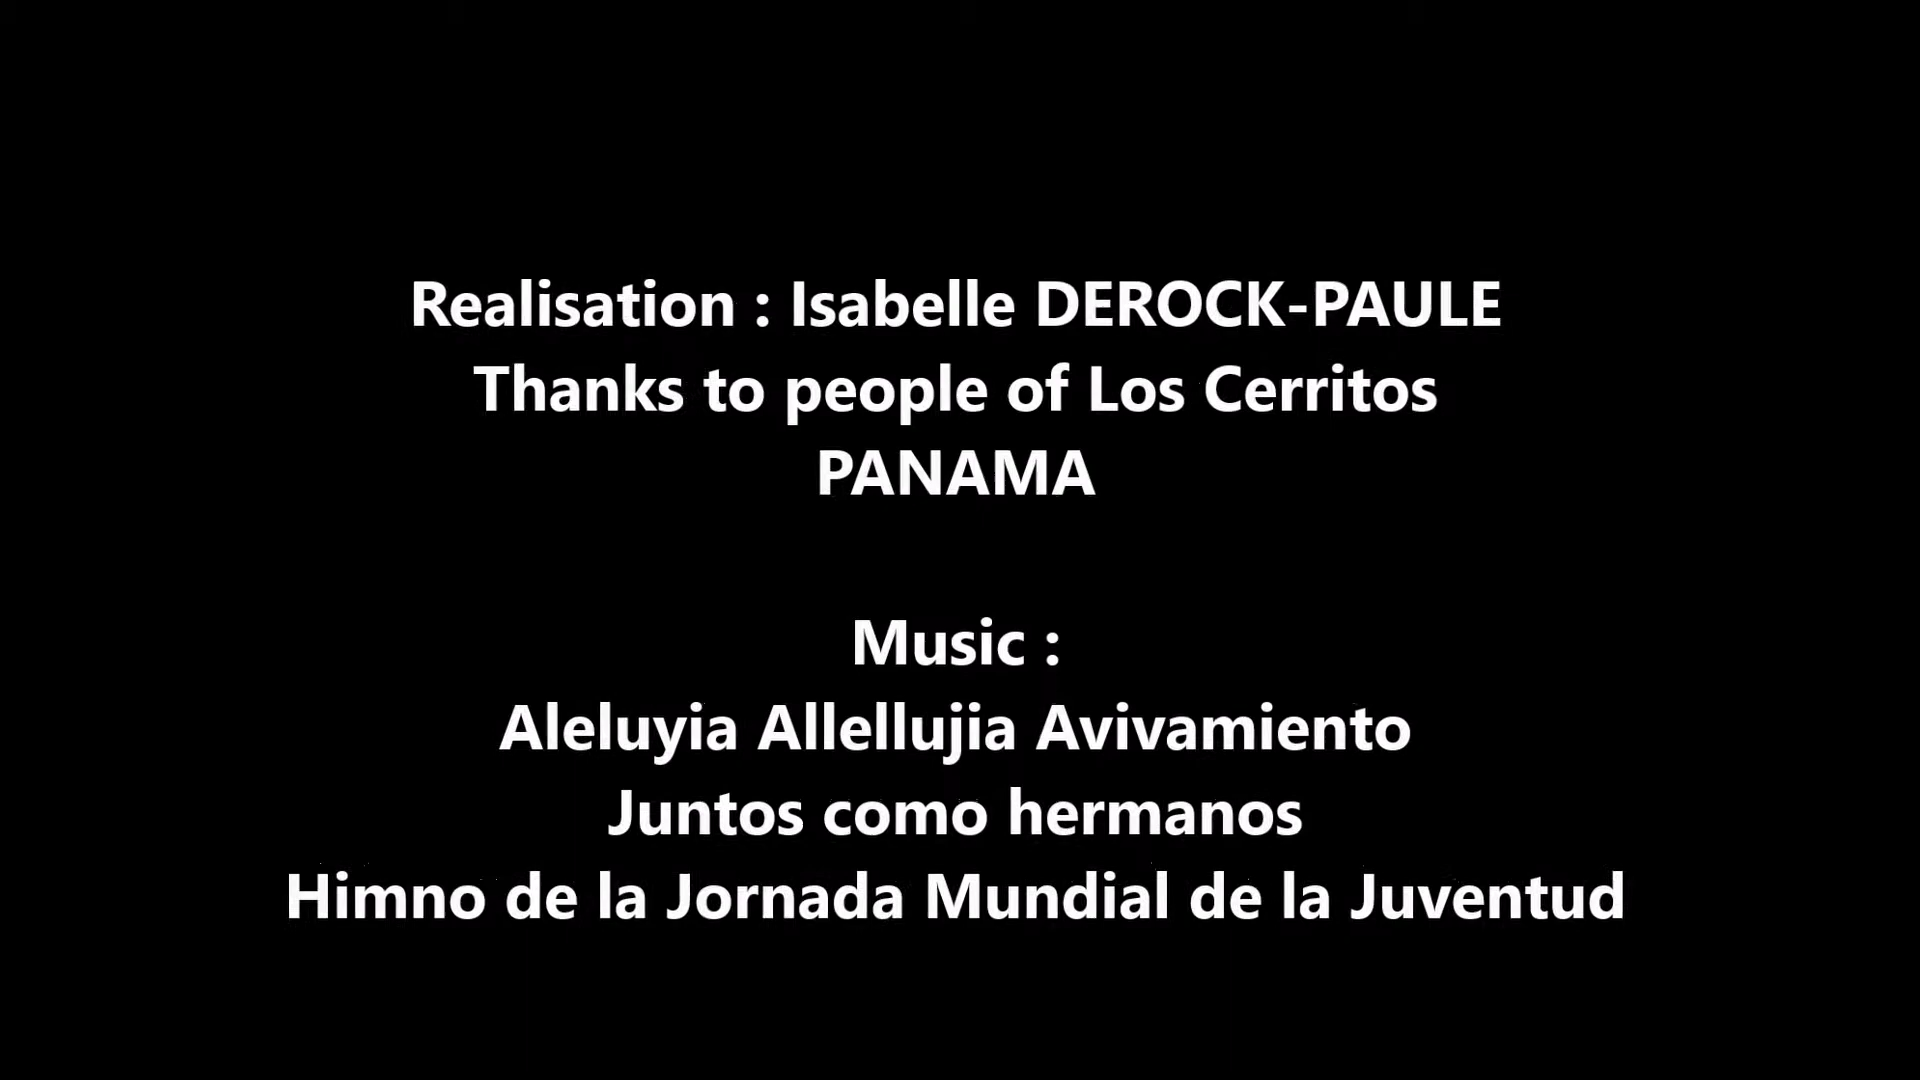 Realisation : Isabelle DEROCK-PAULE
Thanks to people of Los Cerritos
PANAMA
Music :
Aleluyia Allellujia Avivamiento
Juntos como hermanos
Himno de la Jornada Mundial de la Juventud